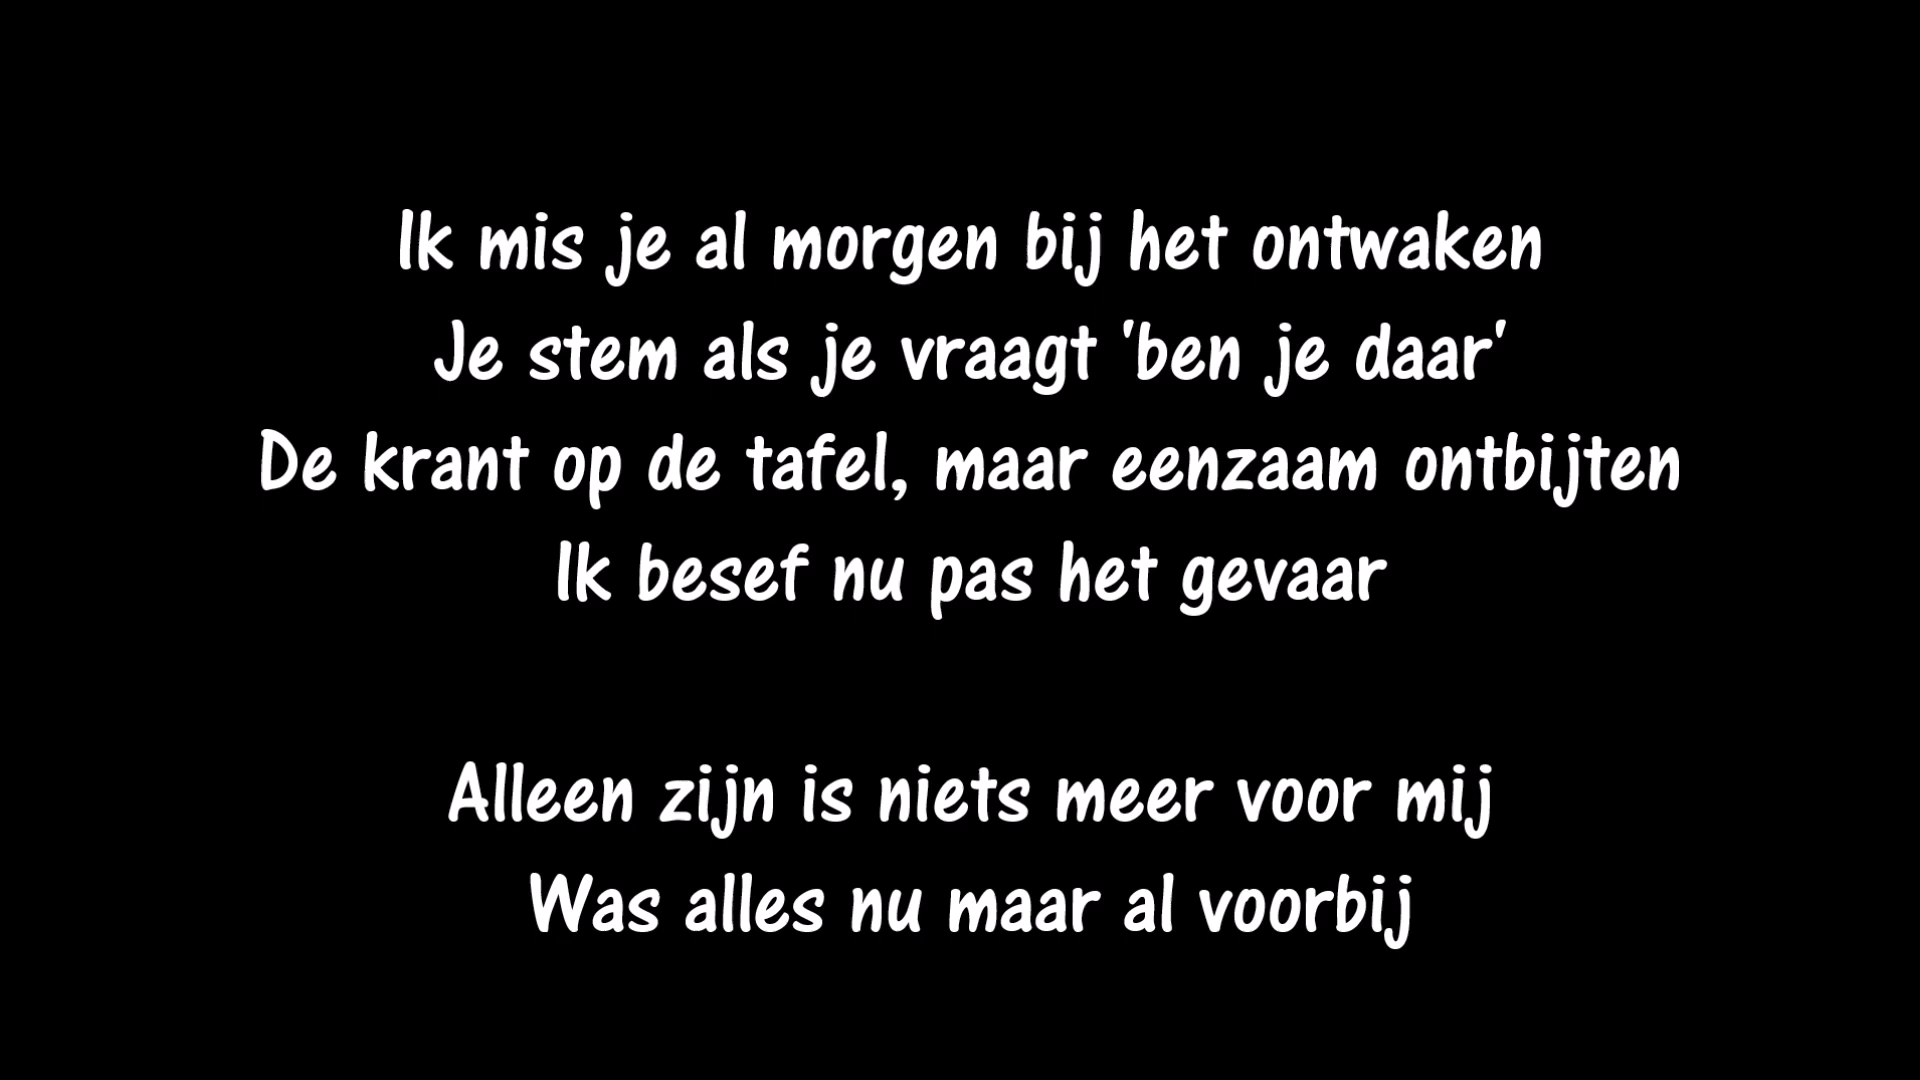 Ik mis je al morgen bij het ontwaken
Je stem als je vraagt 'ben je daar'
De krant op de tafel, maar eenzaam ontbijten
Ik besef nu pas het gevaar
Alleen zijn is niets meer voor mij
Was alles nu maar al voorbij